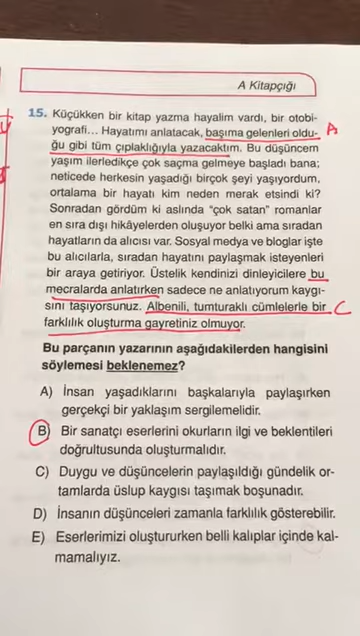 A Kitapçığı
15. Küçükken bir kitap yazma hayalim vardı, bir otobi-
yografi... Hayatımı anlatacak, başıma gelenleri oldu- A
ğu gibi tüm çıplaklığıyla yazacaktım. Bu düşüncem
yaşım ilerledikçe çok saçma gelmeye başladı bana;
neticede herkesin yaşadığı birçok şeyi yaşıyordum,
ortalama bir hayatı kim neden merak etsindi ki?
Sonradan gördüm ki aslında “çok satan” romanlar
en sıra dışı hikâyelerden oluşuyor belki ama sıradan
hayatların da alıcısı var. Sosyal medya ve bloglar işte
bu alıcılarla, sıradan hayatını paylaşmak isteyenleri
bir araya getiriyor. Üstelik kendinizi dinleyicilere bu
mecralarda anlatırken sadece ne anlatıyorum kaygı-
sını taşıyorsunuz. Albenili, tumturaklı cümlelerle bir C
farklılık oluşturma gayretiniz olmuyor.
Bu parçanın yazarının aşağıdakilerden hangisini
söylemesi beklenemez?
A) İnsan yaşadıklarını başkalarıyla paylaşırken
gerçekçi bir yaklaşım sergilemelidir.
B) Bir sanatçı eserlerini okurların ilgi ve beklentileri
doğrultusunda oluşturmalıdır.
C) Duygu ve düşüncelerin paylaşıldığı gündelik or-
tamlarda üslup kaygısı taşımak boşunadır.
D) İnsanın düşünceleri zamanla farklılık gösterebilir.
E) Eserlerimizi oluştururken belli kalıplar içinde kal-
mamalıyız.